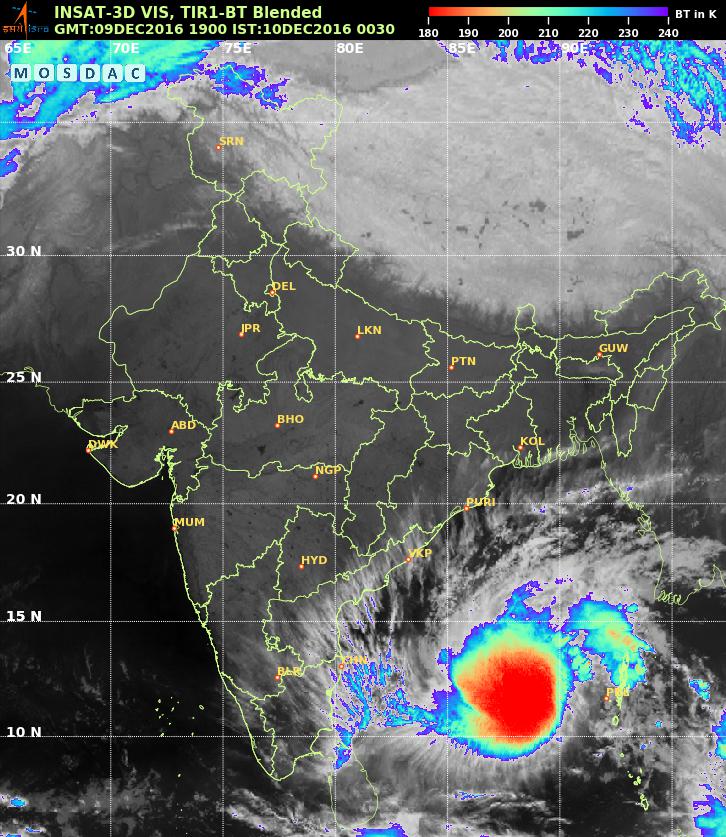 INSAT-3D VIS, TIR1-BT Blended
GMT:09DEC2016 1900 IST:10DEC2016 0030
BT in K
180 190 200 210 220 230 240
65E 70E 75E 80E 85E 90E
M O S D A C
SRN
30 N
DEL
JPR LKN
PTN GUW
25 N
ABD BHO
DWK KOL
NGP
20 N PURI
MUM
HYD VKP
15 N
BLR
10 N